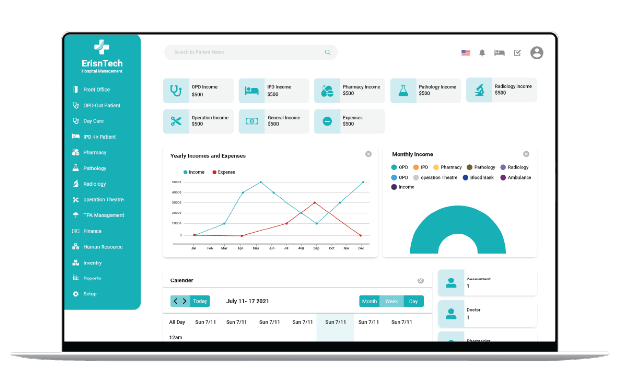 ErisnTech
Hospital Management
Front Office
OPD-Out Patient
Day Care
IPD-In Patient
Pharmacy
Pathology
Radiology
operation Theatre
TPA Management
Finance
Human Resource
Inventry
Reports
Setup
Search to Patient Name
OPD Income
$500
IPD Income
$500
Pharmacy Income
$500
Pathology Income
$500
Radiology Income
$500
Operation Income
$500
General Income
$500
Expenses
$500
Yearly Incomes and Expenses
Income Expense
0
Jan Feb Mar Apr May Jun Jul Aug Sep Oct Nov Dec
Monthly Income
OPD IPD Pharmacy Pathology Radiology
OPD operation Theatre Blood Bank Ambulance
Income
Calender
Today
July 11- 17 2021
Month Week Day
All Day Sun 7/11 Sun 7/11 Sun 7/11 Sun 7/11 Sun 7/11 Sun 7/11 Sun 7/11
12am
Accountant
1
Doctor
1
Pharmacist